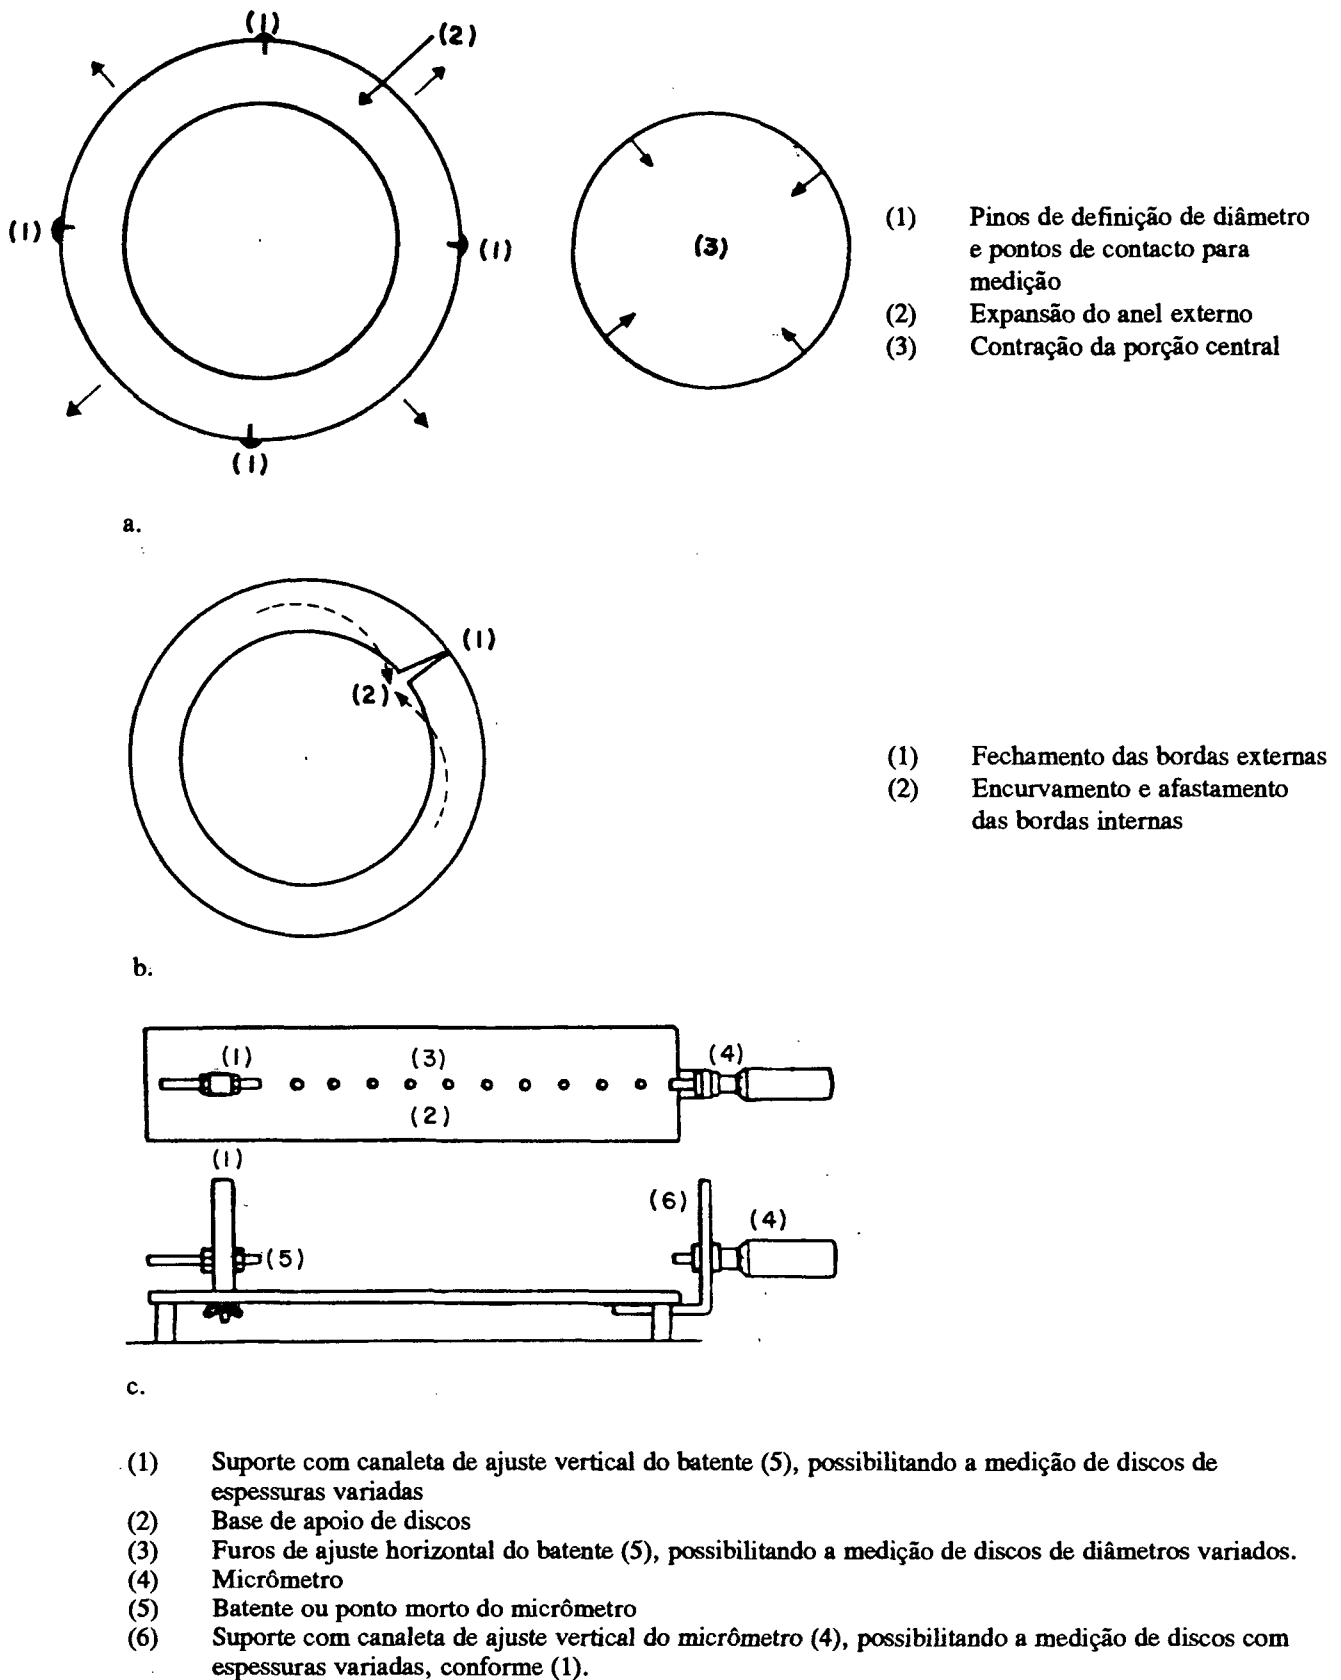 (1)
(2)
(1)
(1)
(3)
(1)
(1) Pinos de definição de diâmetro
e pontos de contacto para
medição
(2) Expansão do anel externo
(3) Contração da porção central
a.
(1)
(2)
(1) Fechamento das bordas externas
(2) Encurvamento e afastamento
das bordas internas
b.
(1)
(3)
(4)
(2)
(1)
(6)
(4)
(5)
c.
(1) Suporte com canaleta de ajuste vertical do batente (5), possibilitando a medição de discos de
espessuras variadas
(2) Base de apoio de discos
(3) Furos de ajuste horizontal do batente (5), possibilitando a medição de discos de diâmetros variados.
(4) Micrômetro
(5) Batente ou ponto morto do micrômetro
(6) Suporte com canaleta de ajuste vertical do micrômetro (4), possibilitando a medição de discos com
espessuras variadas, conforme (1).